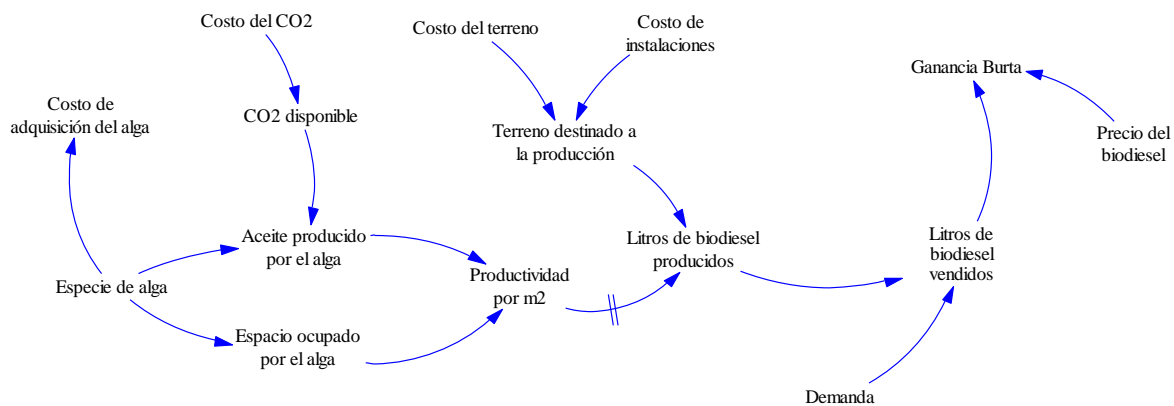 Costo del CO2
Costo del terreno
Costo de
instalaciones
Ganancia Burta
Costo de
adquisición del alga
CO2 disponible
Terreno destinado a
la producción
Precio del
biodiesel
Aceite producido
por el alga
Litros de biodiesel
producidos
Litros de
biodiesel
vendidos
Especie de alga
Productividad
por m2
Espacio ocupado
por el alga
Demanda